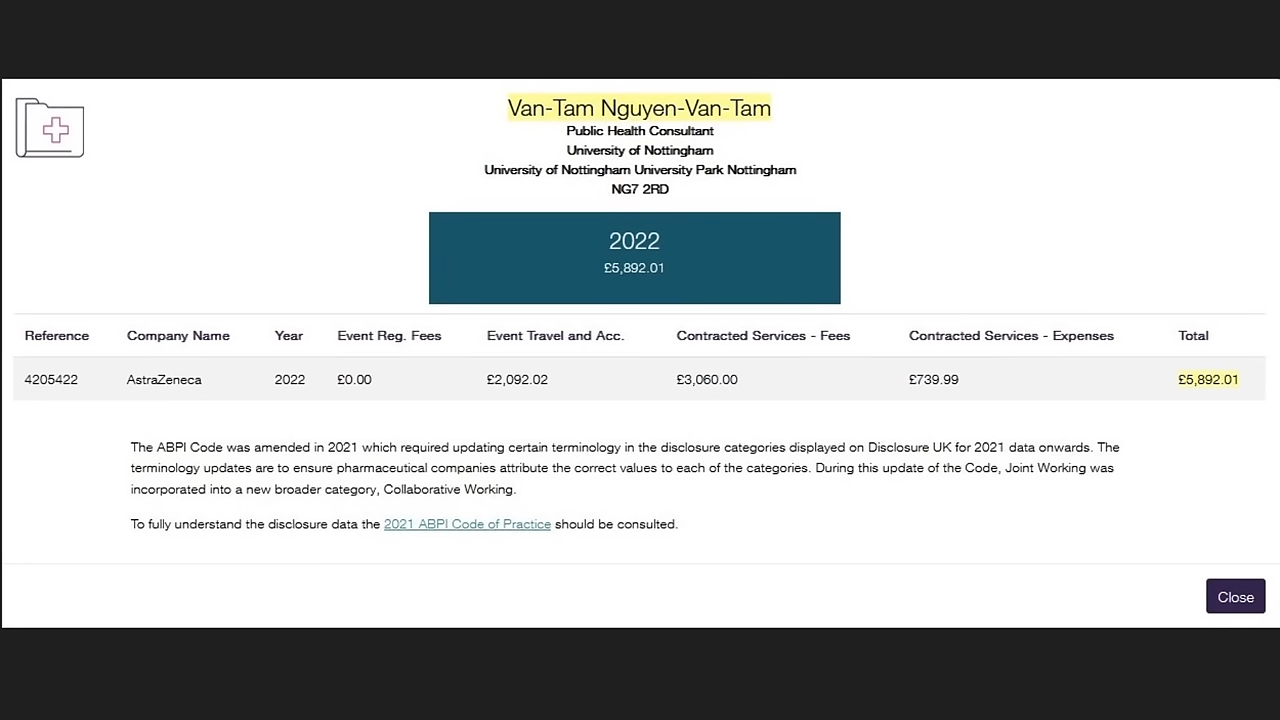 Van-Tam Nguyen-Van-Tam
Public Health Consultant
University of Nottingham
University of Nottingham University Park Nottingham
NG7 2RD
2022
£5,892.01
Reference Company Name Year Event Reg. Fees Event Travel and Acc. Contracted Services - Fees Contracted Services - Expenses Total
4205422 AstraZeneca 2022 £0.00 £2,092.02 £3,060.00 £739.99 £5,892.01
The ABPI Code was amended in 2021 which required updating certain terminology in the disclosure categories displayed on Disclosure UK for 2021 data onwards. The
terminology updates are to ensure pharmaceutical companies attribute the correct values to each of the categories. During this update of the Code, Joint Working was
incorporated into a new broader category, Collaborative Working.
To fully understand the disclosure data the 2021 ABPI Code of Practice should be consulted.
Close